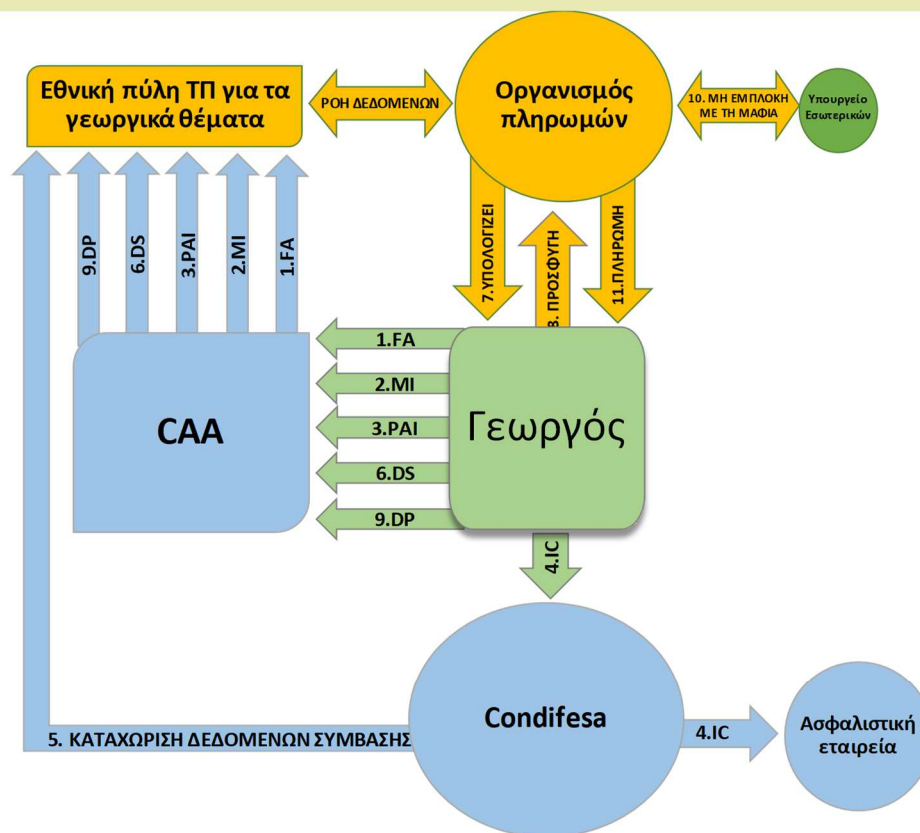 Εθνική πύλη ΤΠ για τα
γεωργικά θέματα
ΡΟΗ ΔΕΔΟΜΕΝΩΝ
Οργανισμός
πληρωμών
10. ΜΗ ΕΜΠΛΟΚΗ
ΜΕ ΤΗ ΜΑΦΙΑ
Υπουργείο
Εσωτερικών
9.DP
6.DS
3.PAI
2.MI
1.FA
7.ΥΠΟΛΟΓΙΖΕΙ
8. ΠΡΟΣΦΥΓΗ
11.ΠΛΗΡΩΜΗ
CAA
1.FA
2.MI
3.PAI
6.DS
9.DP
Γεωργός
4.IC
Condifesa
5. ΚΑΤΑΧΩΡΙΣΗ ΔΕΔΟΜΕΝΩΝ ΣΥΜΒΑΣΗΣ
4.IC
Ασφαλιστική
εταιρεία